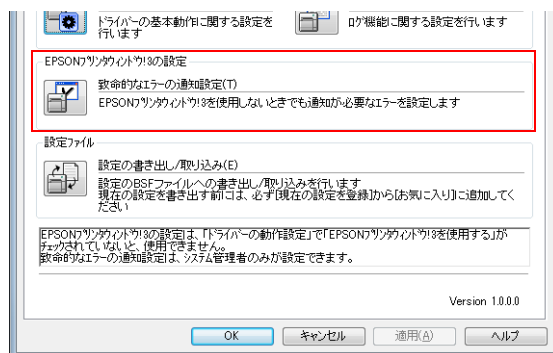 ドライバーの基本動作に関する設定を
行います
ログ機能に関する設定を行います
EPSONプリンタウィンドウ!3の設定
致命的なエラーの通知設定(T)
EPSONプリンタウィンドウ!3を使用しないときでも通知が必要なエラーを設定します
設定ファイル
設定の書き出し/取り込み(E)
設定のBSFファイルへの書き出し/取り込みを行います
現在の設定を書き出す前には、必ず[現在の設定を登録]から[お気に入り]に追加してく
ださい
EPSONプリンタウィンドウ!3の設定は、「ドライバーの動作設定」で「EPSONプリンタウィンドウ!3を使用する」が
チェックされていないと、使用できません。
致命的なエラーの通知設定は、システム管理者のみが設定できます。
Version 1.0.0.0
OK
キャンセル
適用(A)
ヘルプ